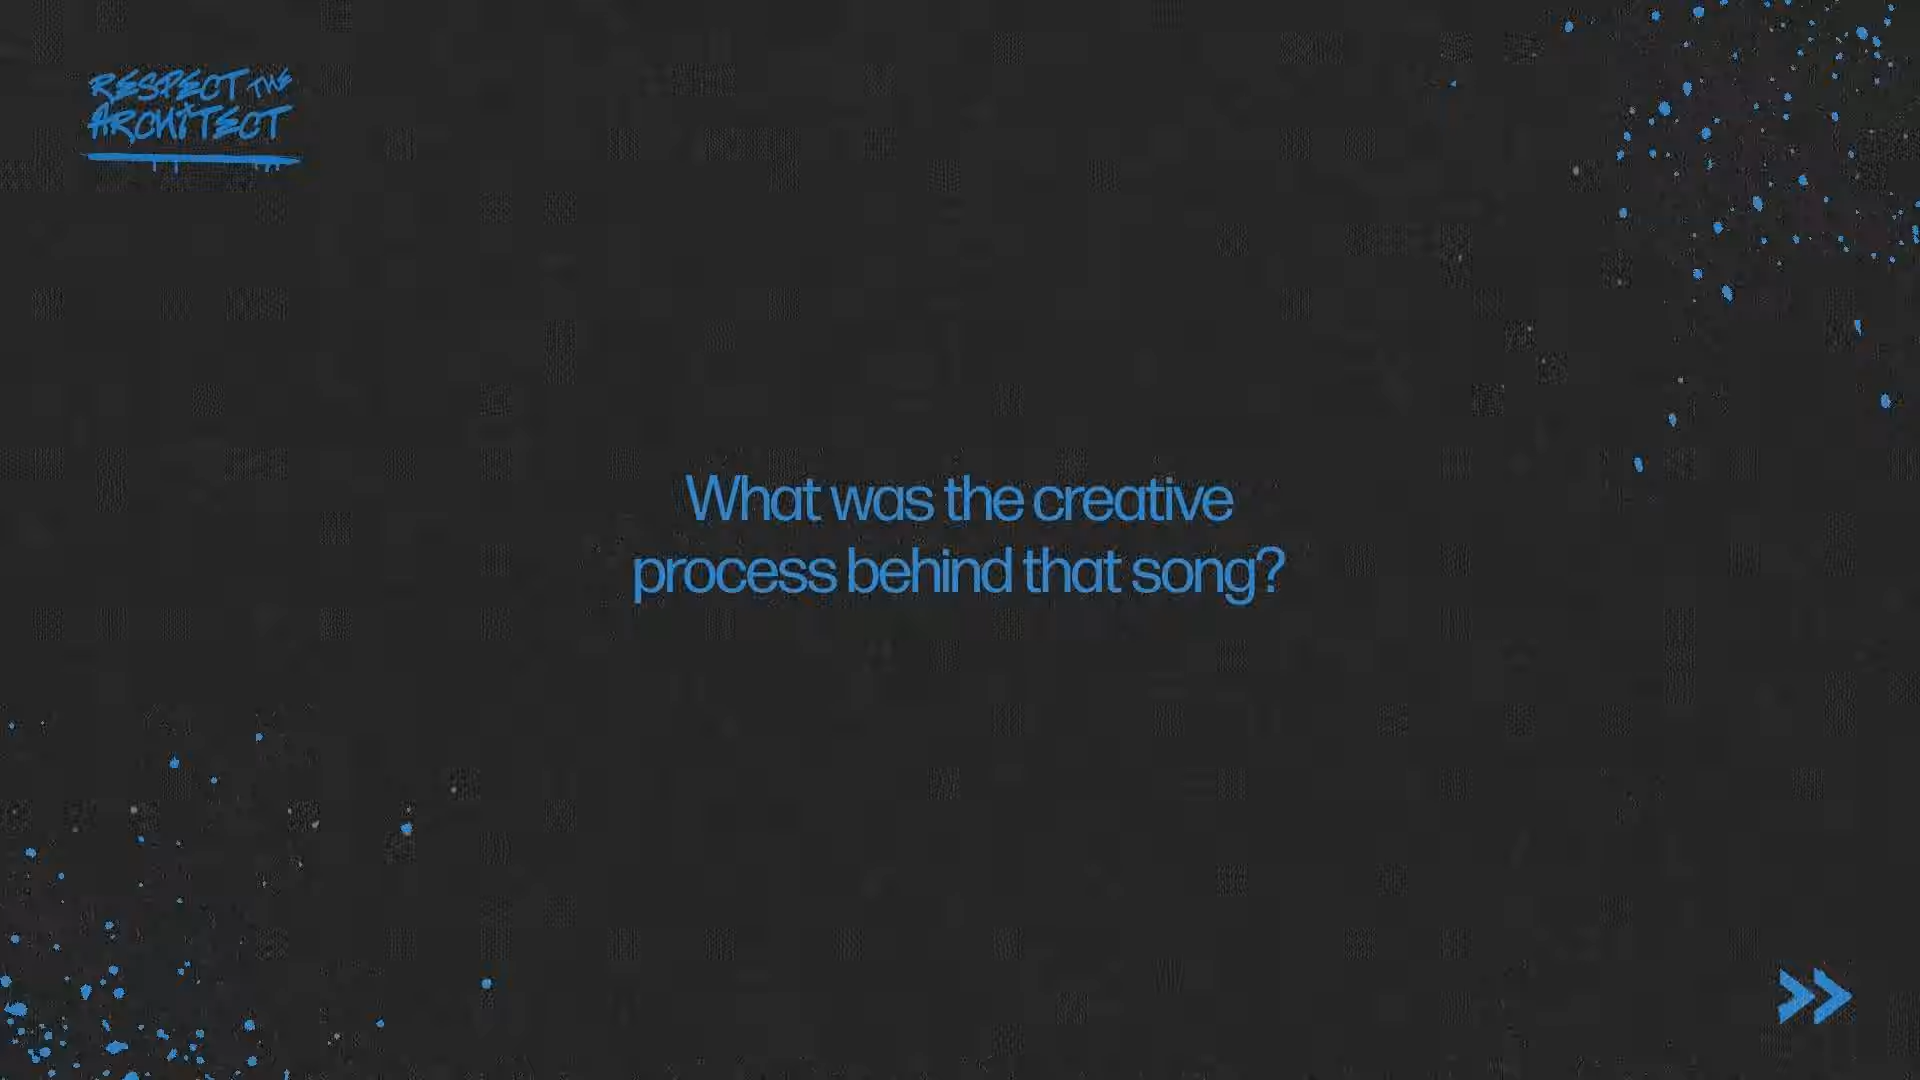 RESPECT THE
ARCHITECT
What was the creative
process behind that song?